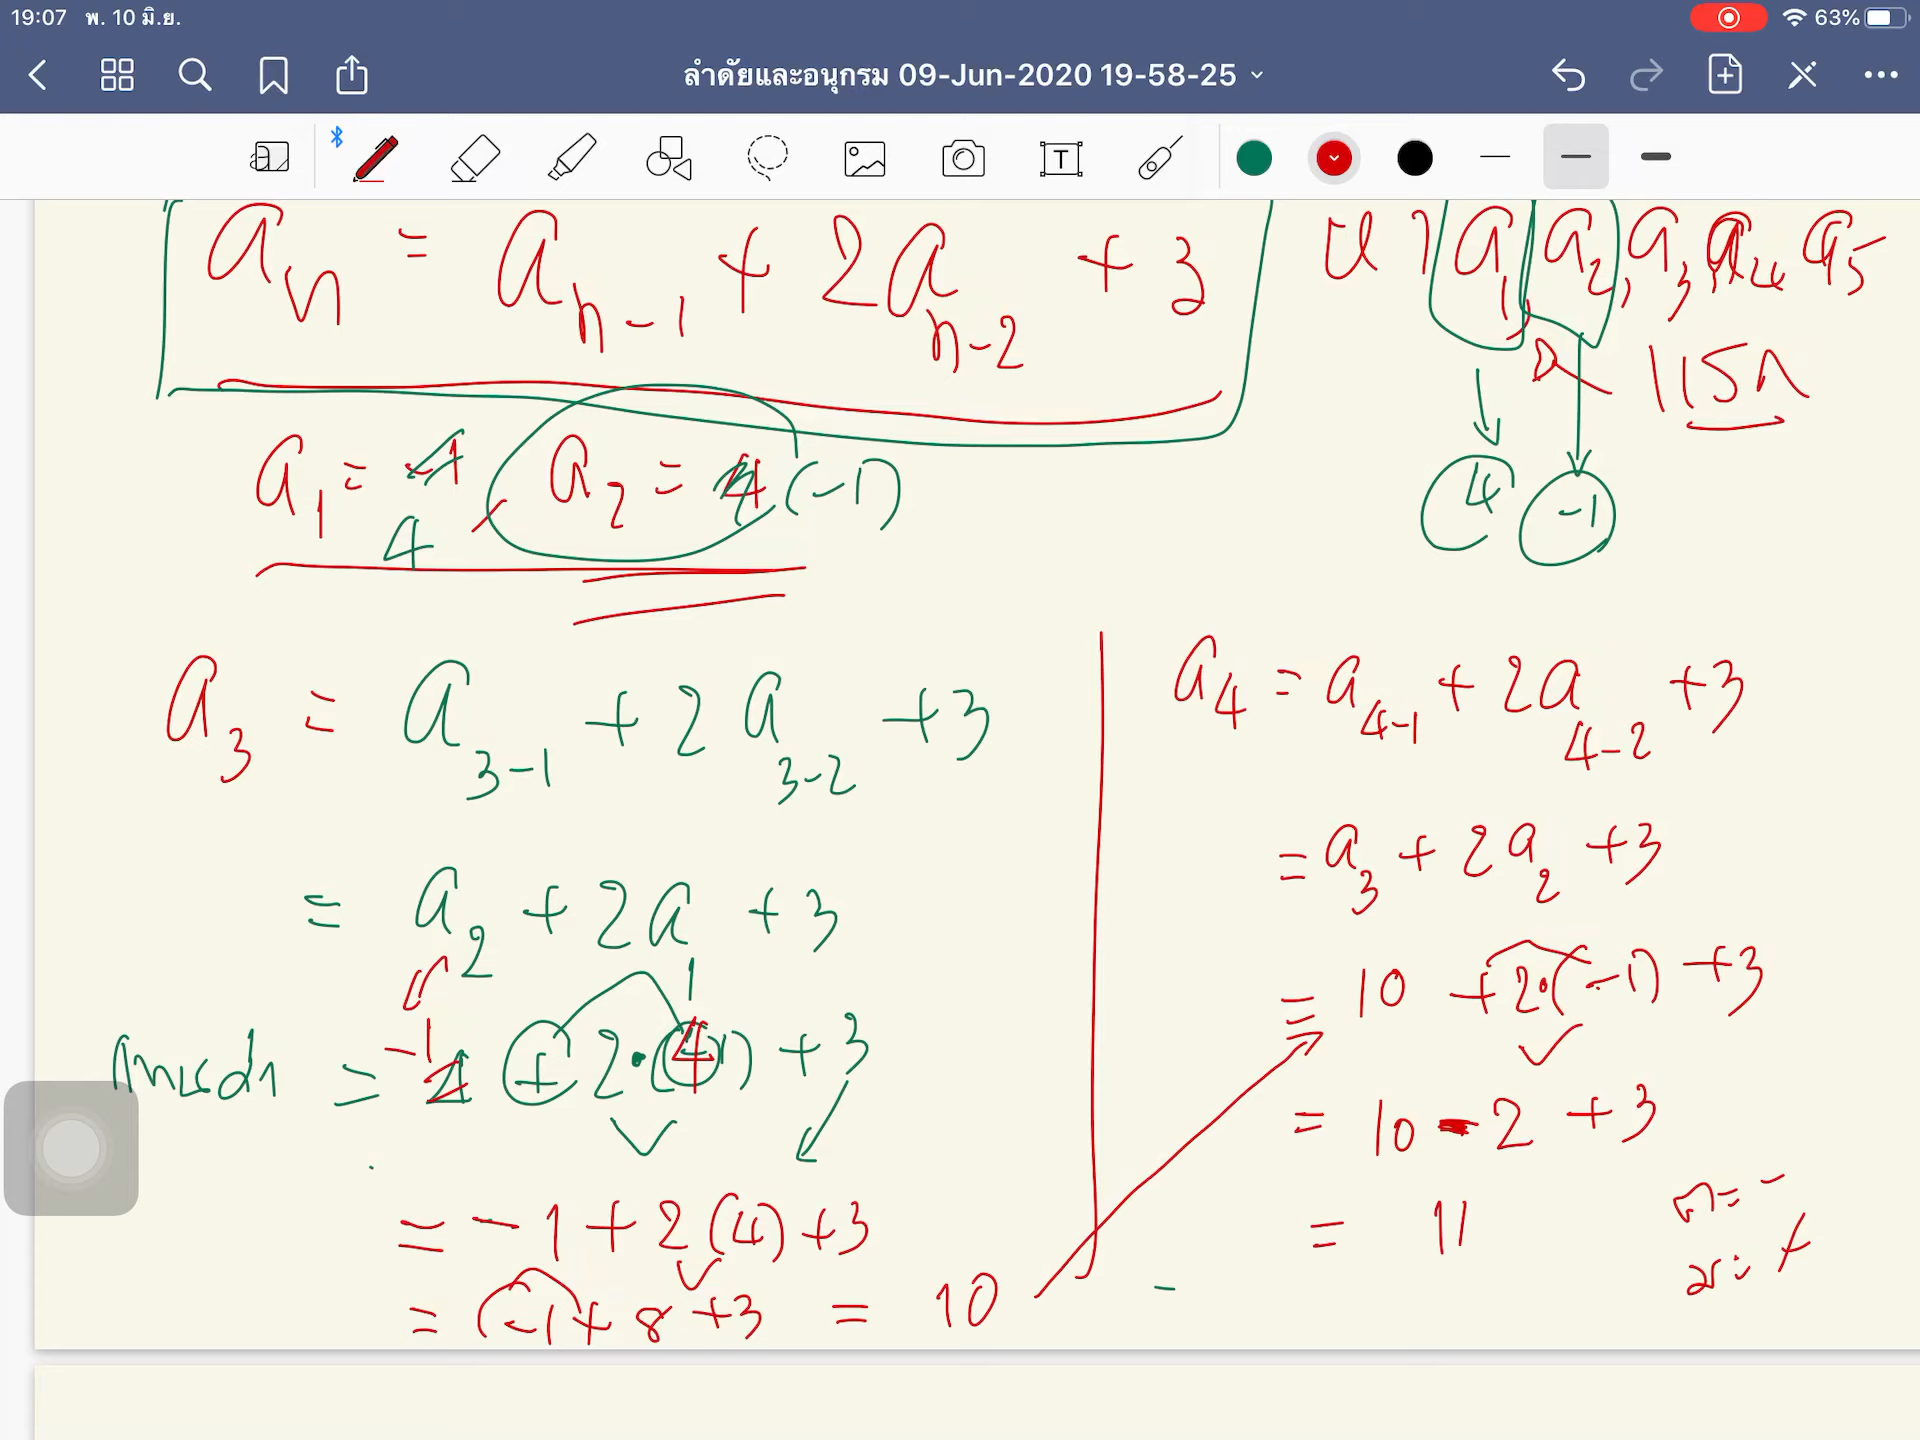 19:07 พ. 10 มิ.ย. 63%
ลำดัยและอนุกรม 09-Jun-2020 19-58-25
a T
aₙ = aₙ₋₁ + 2aₙ₋₂ + 3
a₁, a₂, a₃, a₄ a₅
a₁ = 4, a₂ = (-1)
4 -1
a₃ = a₃₋₁ + 2a₃₋₂ + 3
= a₂ + 2a₁ + 3
= -1 + 2·(4) + 3
= -1 + 2(4) + 3
= (-1 + 8 + 3 = 10
a₄ = a₄₋₁ + 2a₄₋₂ + 3
= a₃ + 2a₂ + 3
= 10 + 2·(-1) + 3
= 10 - 2 + 3
= 11